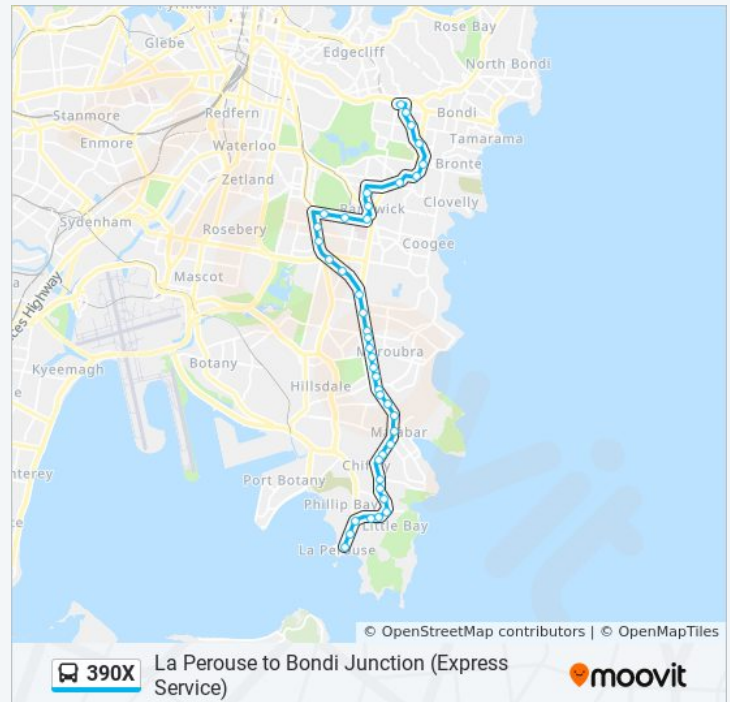 Pyrmont
Rose Bay
Glebe
Edgecliff
North Bondi
Stanmore
Redfern
Bondi
Enmore
Tamarama
Waterloo
Bronte
Zetland
Clovelly
Sydenham
Rosebery
Coogee
Mascot
Highway
Botany
Kyeemagh
Hillsdale
Port Botany
Phillip Bay
Little Bay
La Perouse
© OpenStreetMap contributors | © OpenMapTiles
390X
La Perouse to Bondi Junction (Express
Service)
moovit